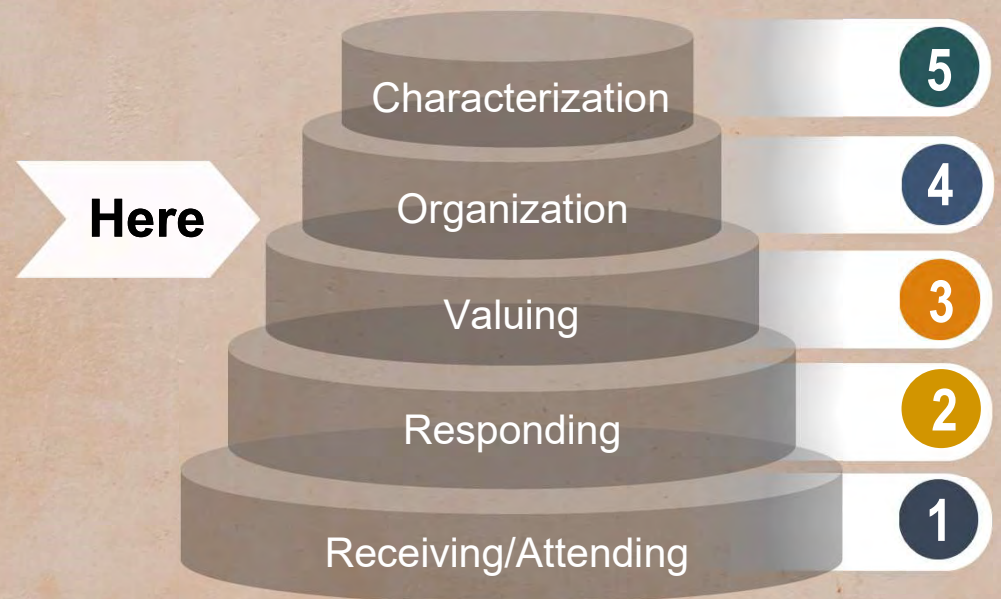 Characterization
5
Here
Organization
4
Valuing
3
Responding
2
Receiving/Attending
1